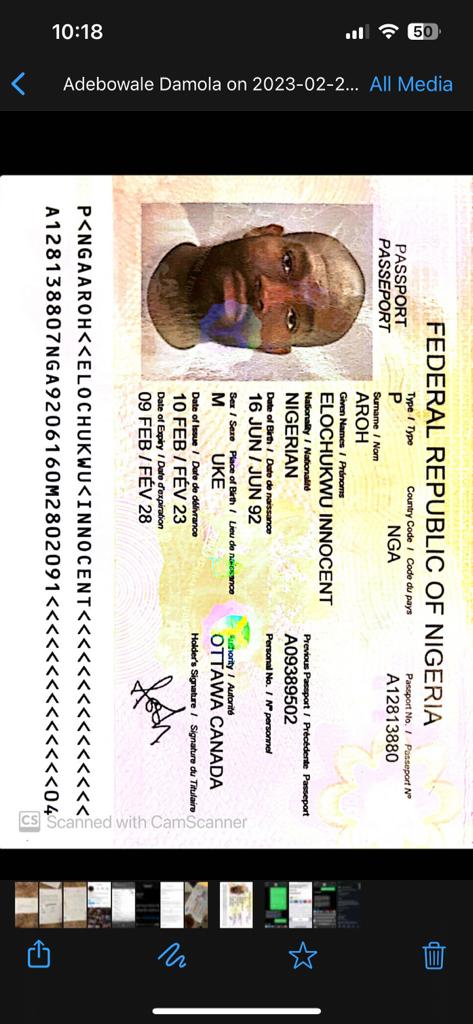 10:18
50
Adebowale Damola on 2023-02-2...
All Media
FEDERAL REPUBLIC OF NIGERIA
PASSPORT
PASSEPORT
Type / Type
P
Country Code / Code du pays
NGA
Passport No. / Passeport Nº
A12813880
Surname / Nom
AROH
Given Names / Prénoms
ELOCHUKWU INNOCENT
Nationality / Nationalité
NIGERIAN
Previous Passport / Précédente Passeport
A09389502
Date of Birth / Date de naissance
16 JUN / JUN 92
Personal No. / Nº personnel
Sex / Sexe
M
Place of Birth / Lieu de naissance
UKE
Authority / Autorité
OTTAWA CANADA
Date of Issue / Date de délivrance
10 FEB / FÉV 23
Holder's Signature / Signature du Titulaire
Date of Expiry / Date d'expiration
09 FEB / FÉV 28
P<NGAAROH<<ELOCHUKWU<INNOCENT<<<<<<<<<<<<<<<
A128138807NGA9206160M2802091<<<<<<<<<<<<<<04
CS Scanned with CamScanner